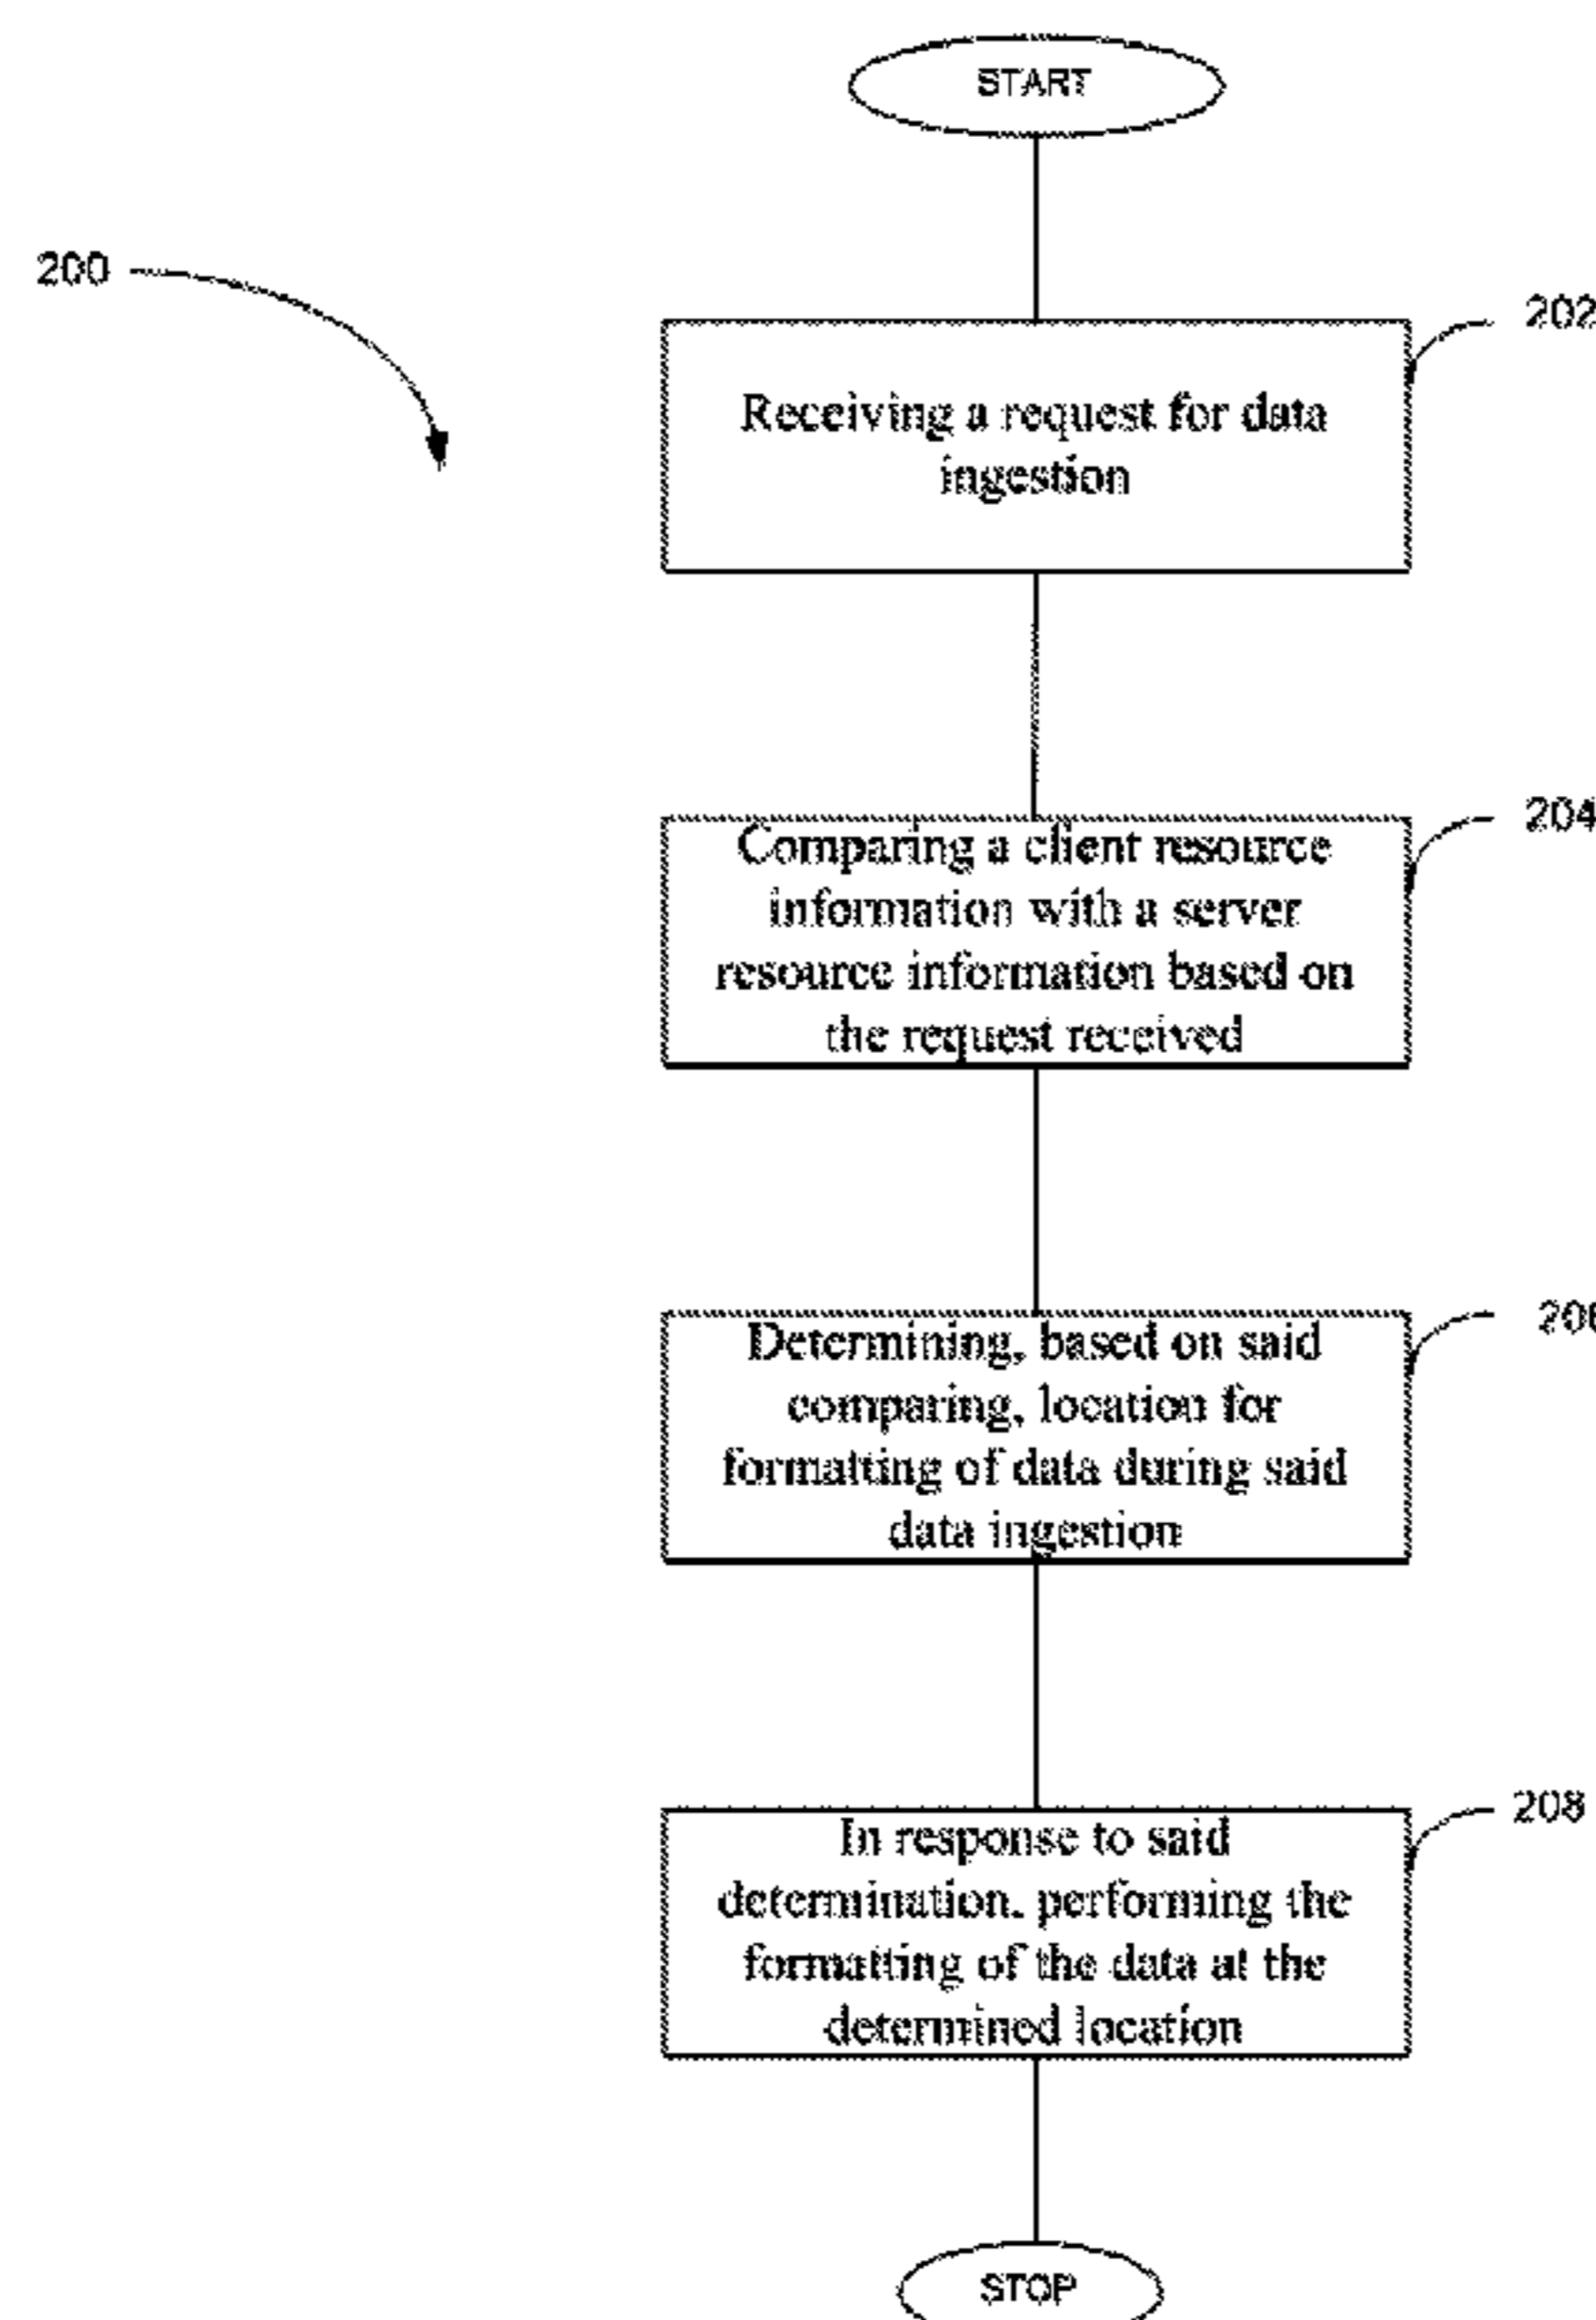 START
200
202
Receiving a request for data
ingestion
204
Comparing a client resource
information with a server
resource information based on
the request received
206
Determining, based on said
comparing, location for
formatting of data during said
data ingestion
208
In response to said
determination, performing the
formatting of the data at the
determined location
STOP